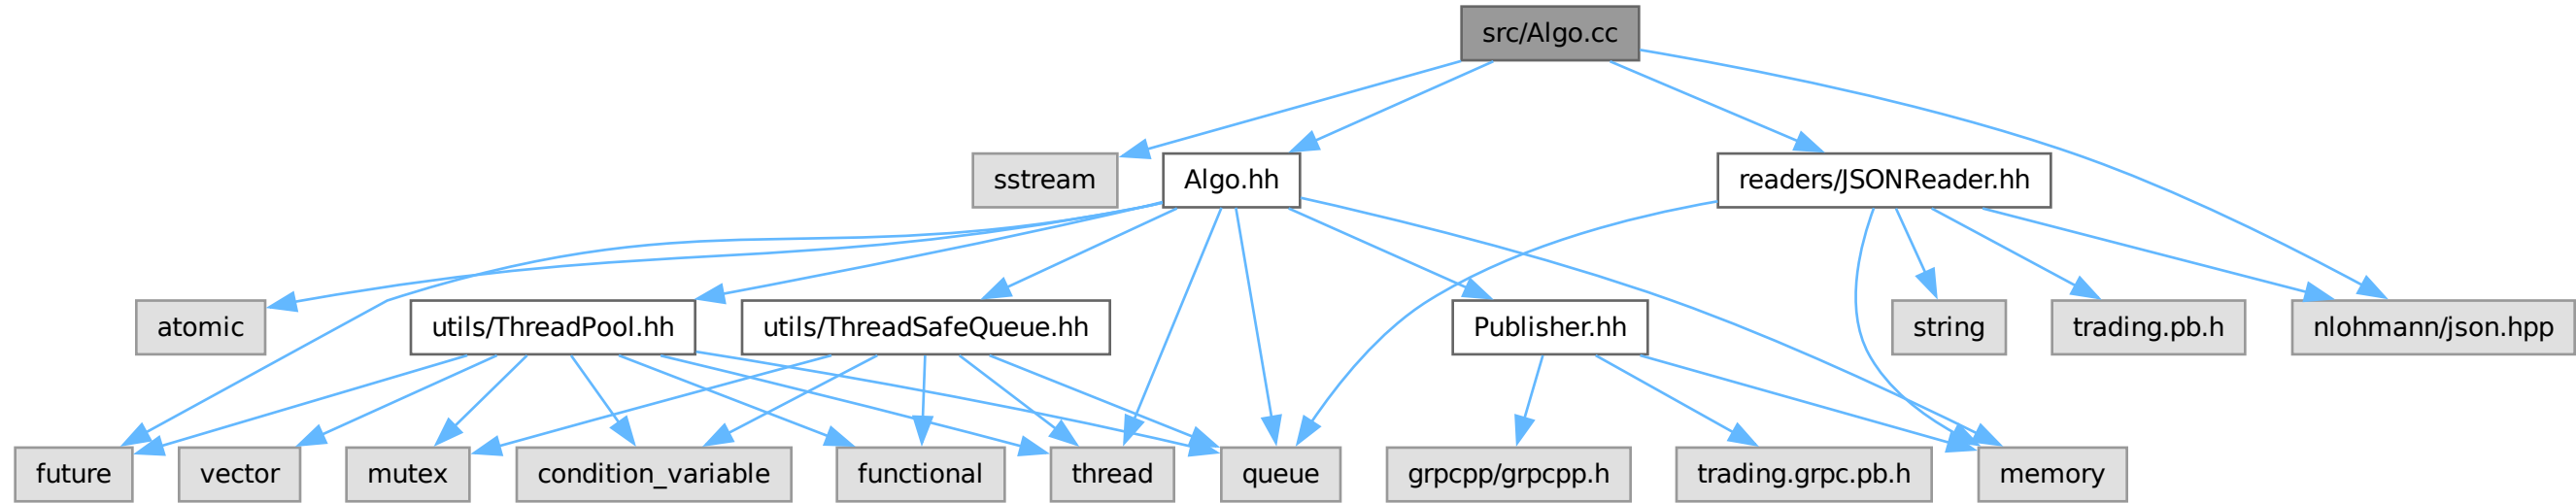 src/Algo.cc
sstream
Algo.hh
readers/JSONReader.hh
atomic
utils/ThreadPool.hh
utils/ThreadSafeQueue.hh
Publisher.hh
string
trading.pb.h
nlohmann/json.hpp
future
vector
mutex
condition_variable
functional
thread
queue
grpcpp/grpcpp.h
trading.grpc.pb.h
memory